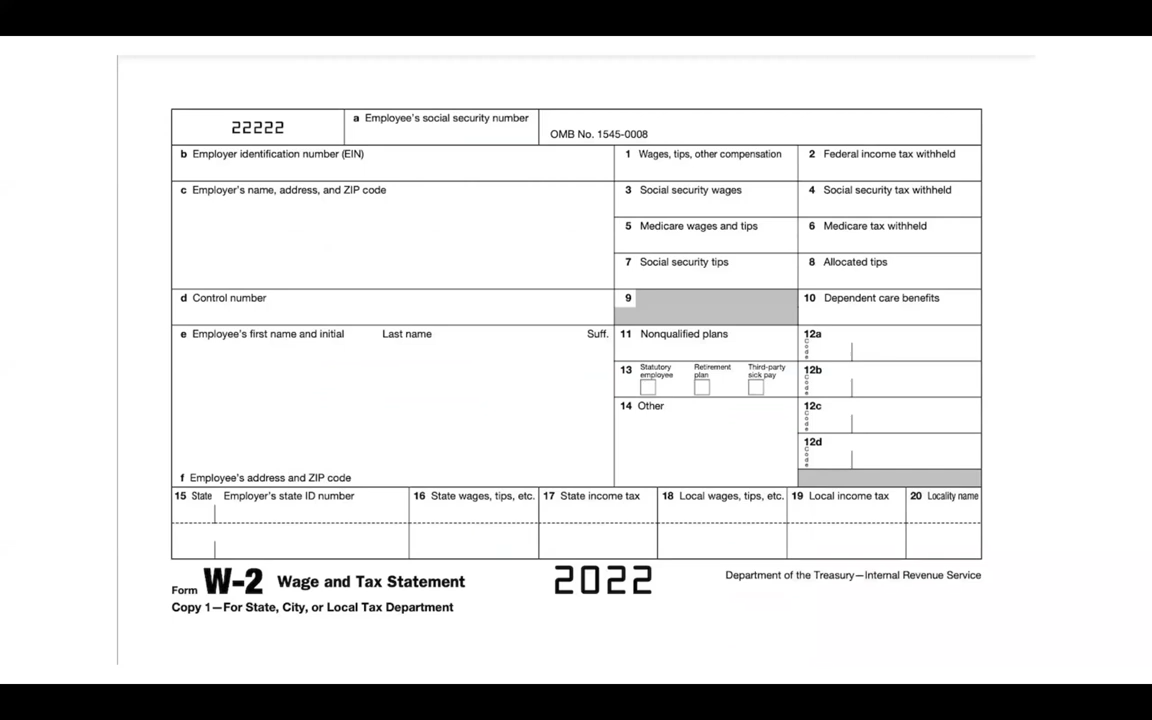 22222
a Employee's social security number
OMB No. 1545-0008
b Employer identification number (EIN)
1 Wages, tips, other compensation
2 Federal income tax withheld
c Employer's name, address, and ZIP code
3 Social security wages
4 Social security tax withheld
5 Medicare wages and tips
6 Medicare tax withheld
7 Social security tips
8 Allocated tips
d Control number
9
10 Dependent care benefits
e Employee's first name and initial
Last name
Suff.
11 Nonqualified plans
12a
Code
13 Statutory employee
Retirement plan
Third-party sick pay
12b
Code
14 Other
12c
Code
12d
Code
f Employee's address and ZIP code
15 State
Employer's state ID number
16 State wages, tips, etc.
17 State income tax
18 Local wages, tips, etc.
19 Local income tax
20 Locality name
Form W-2 Wage and Tax Statement
2022
Department of the Treasury—Internal Revenue Service
Copy 1—For State, City, or Local Tax Department